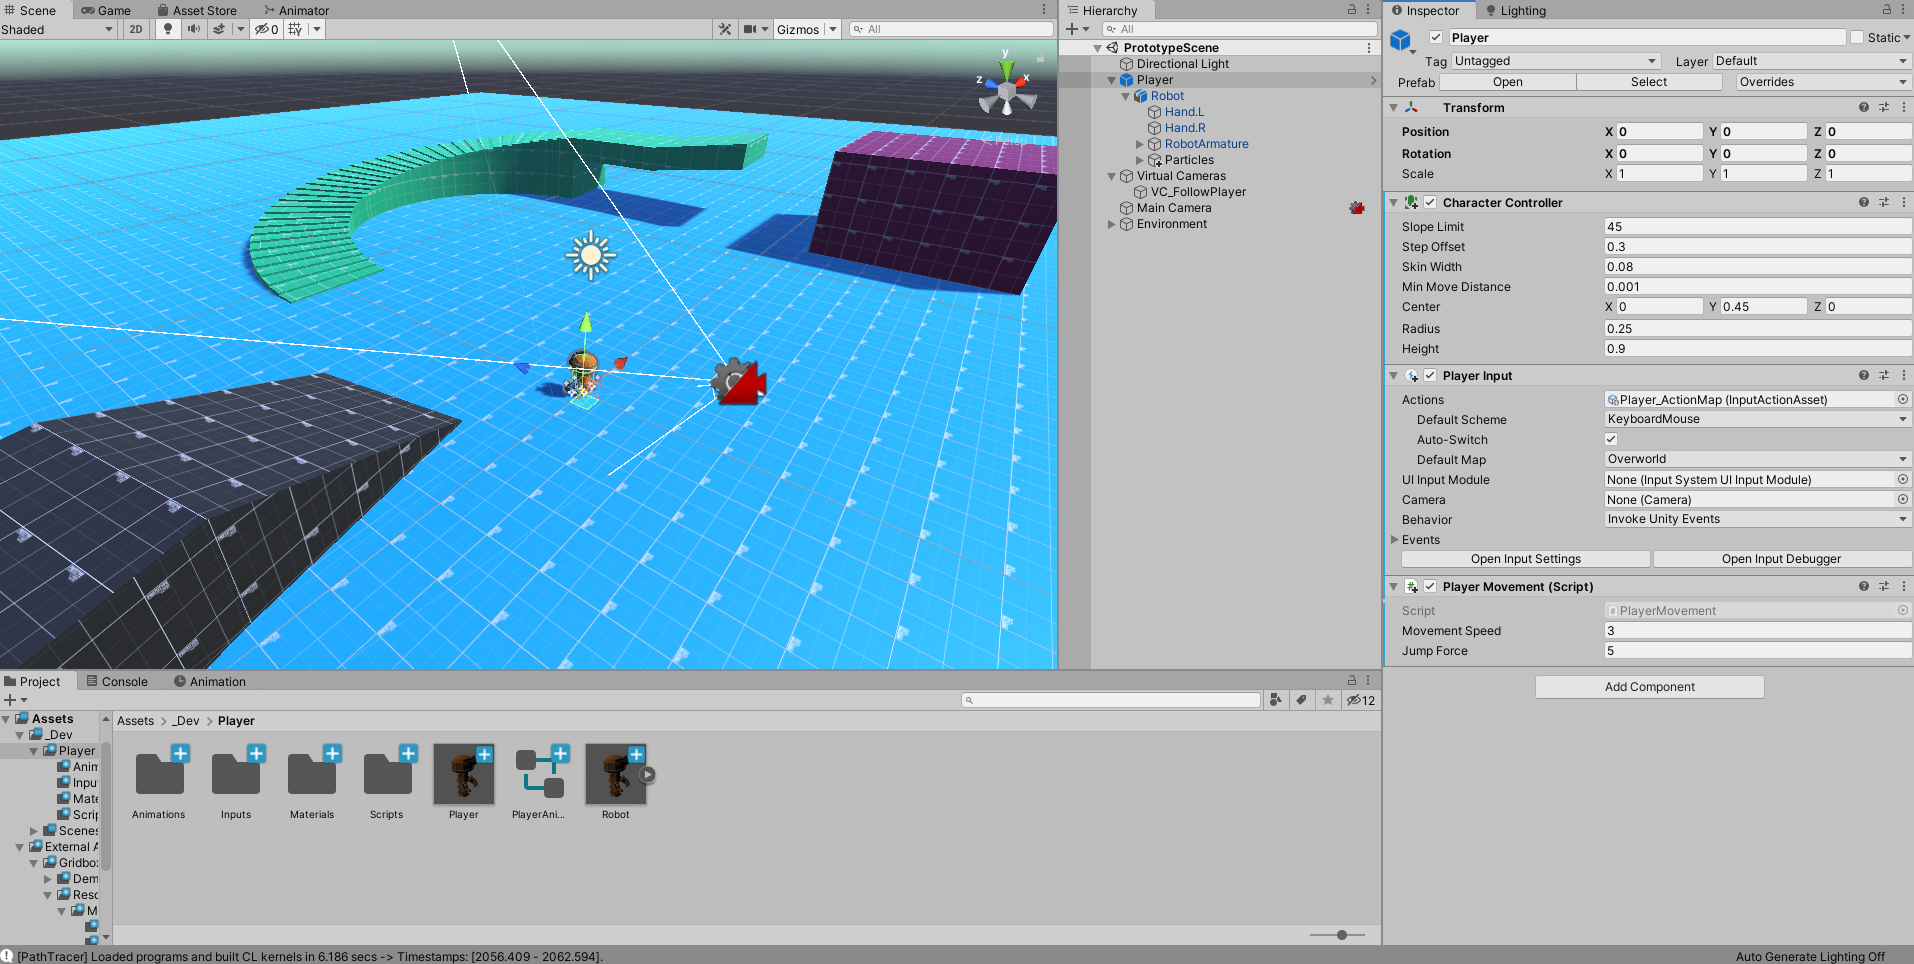 Scene Game Asset Store Animator
Shaded 2D 0 Gizmos All
y
z x
Persp
Hierarchy
All
PrototypeScene
Directional Light
Player
Robot
Hand.L
Hand.R
RobotArmature
Particles
Virtual Cameras
VC_FollowPlayer
Main Camera
Environment
Inspector Lighting
Player Static
Tag Untagged Layer Default
Prefab Open Select Overrides
Transform
Position X 0 Y 0 Z 0
Rotation X 0 Y 0 Z 0
Scale X 1 Y 1 Z 1
Character Controller
Slope Limit 45
Step Offset 0.3
Skin Width 0.08
Min Move Distance 0.001
Center X 0 Y 0.45 Z 0
Radius 0.25
Height 0.9
Player Input
Actions Player_ActionMap (InputActionAsset)
Default Scheme KeyboardMouse
Auto-Switch
Default Map Overworld
UI Input Module None (Input System UI Input Module)
Camera None (Camera)
Behavior Invoke Unity Events
Events
Open Input Settings Open Input Debugger
Player Movement (Script)
Script PlayerMovement
Movement Speed 3
Jump Force 5
Add Component
Project Console Animation
12
Assets
_Dev
Player
Anim
Input
Mate
Scrip
Scenes
External A
Gridbo
Dem
Reso
M
Assets > _Dev > Player
Animations Inputs Materials Scripts Player PlayerAni... Robot
[PathTracer] Loaded programs and built CL kernels in 6.186 secs -> Timestamps: [2056.409 - 2062.594].
Auto Generate Lighting Off